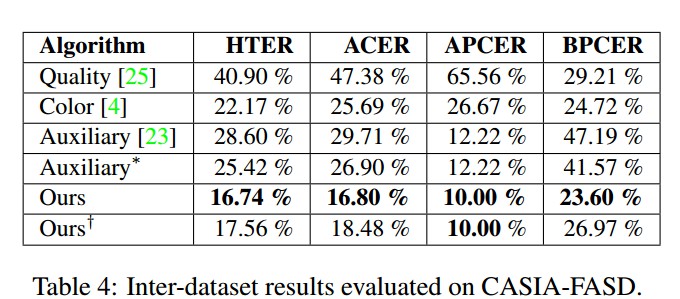 Algorithm HTER ACER APCER BPCER
Quality [25] 40.90 % 47.38 % 65.56 % 29.21 %
Color [4] 22.17 % 25.69 % 26.67 % 24.72 %
Auxiliary [23] 28.60 % 29.71 % 12.22 % 47.19 %
Auxiliary* 25.42 % 26.90 % 12.22 % 41.57 %
Ours 16.74 % 16.80 % 10.00 % 23.60 %
Ours† 17.56 % 18.48 % 10.00 % 26.97 %
Table 4: Inter-dataset results evaluated on CASIA-FASD.